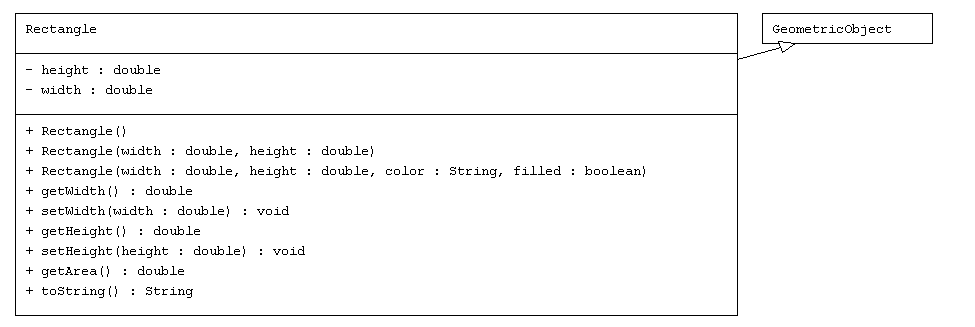 Rectangle
- height : double
- width : double
+ Rectangle()
+ Rectangle(width : double, height : double)
+ Rectangle(width : double, height : double, color : String, filled : boolean)
+ getWidth() : double
+ setWidth(width : double) : void
+ getHeight() : double
+ setHeight(height : double) : void
+ getArea() : double
+ toString() : String
GeometricObject